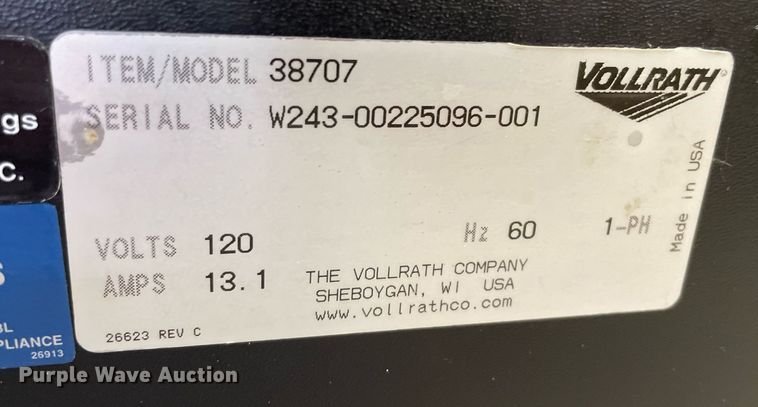 ITEM/MODEL 38707
VOLLRATH®
SERIAL NO. W243-00225096-001
gs
C.
Made in USA
VOLTS 120 Hz 60 1-PH
AMPS 13.1
THE VOLLRATH COMPANY
SHEBOYGAN, WI USA
www.vollrathco.com
26623 REV C
S
BL
PLIANCE
26913
Purple Wave Auction